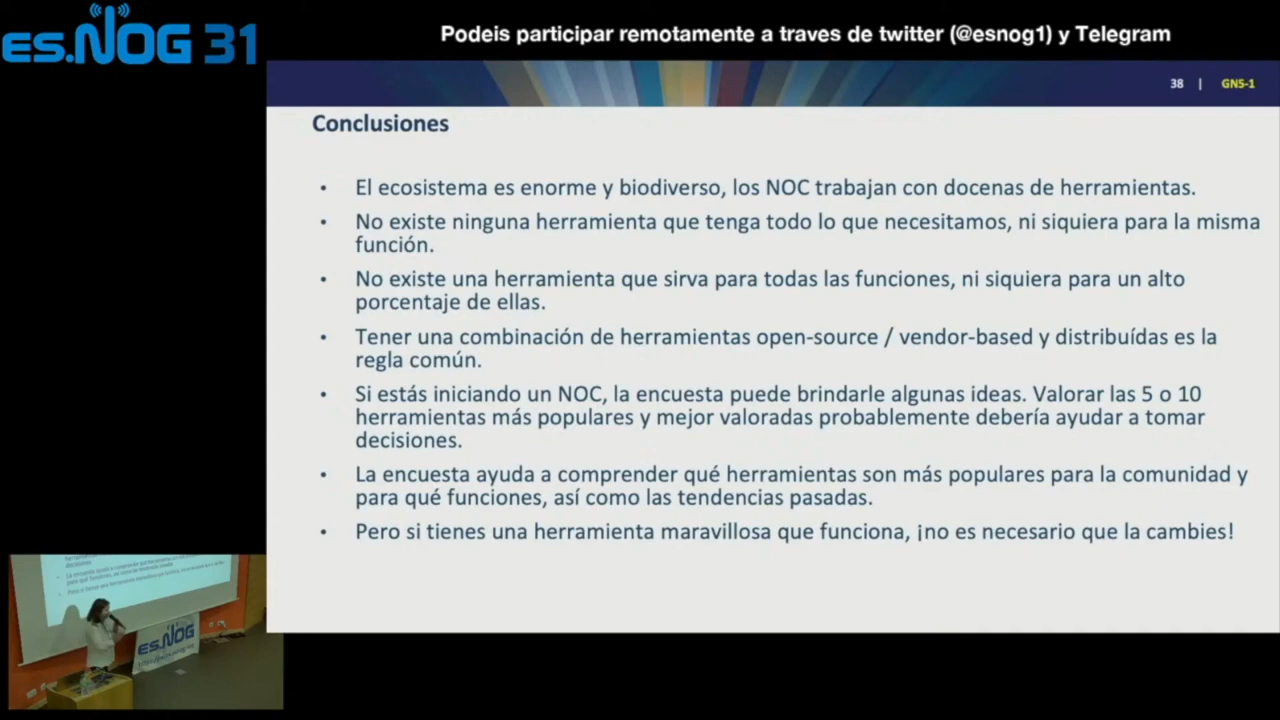 es.NOG 31
Podeis participar remotamente a traves de twitter (@esnog1) y Telegram
38 | GN5-1
Conclusiones
• El ecosistema es enorme y biodiverso, los NOC trabajan con docenas de herramientas.
• No existe ninguna herramienta que tenga todo lo que necesitamos, ni siquiera para la misma
función.
• No existe una herramienta que sirva para todas las funciones, ni siquiera para un alto
porcentaje de ellas.
• Tener una combinación de herramientas open-source / vendor-based y distribuídas es la
regla común.
• Si estás iniciando un NOC, la encuesta puede brindarle algunas ideas. Valorar las 5 o 10
herramientas más populares y mejor valoradas probablemente debería ayudar a tomar
decisiones.
• La encuesta ayuda a comprender qué herramientas son más populares para la comunidad y
para qué funciones, así como las tendencias pasadas.
• Pero si tienes una herramienta maravillosa que funciona, ¡no es necesario que la cambies!
es.NOG